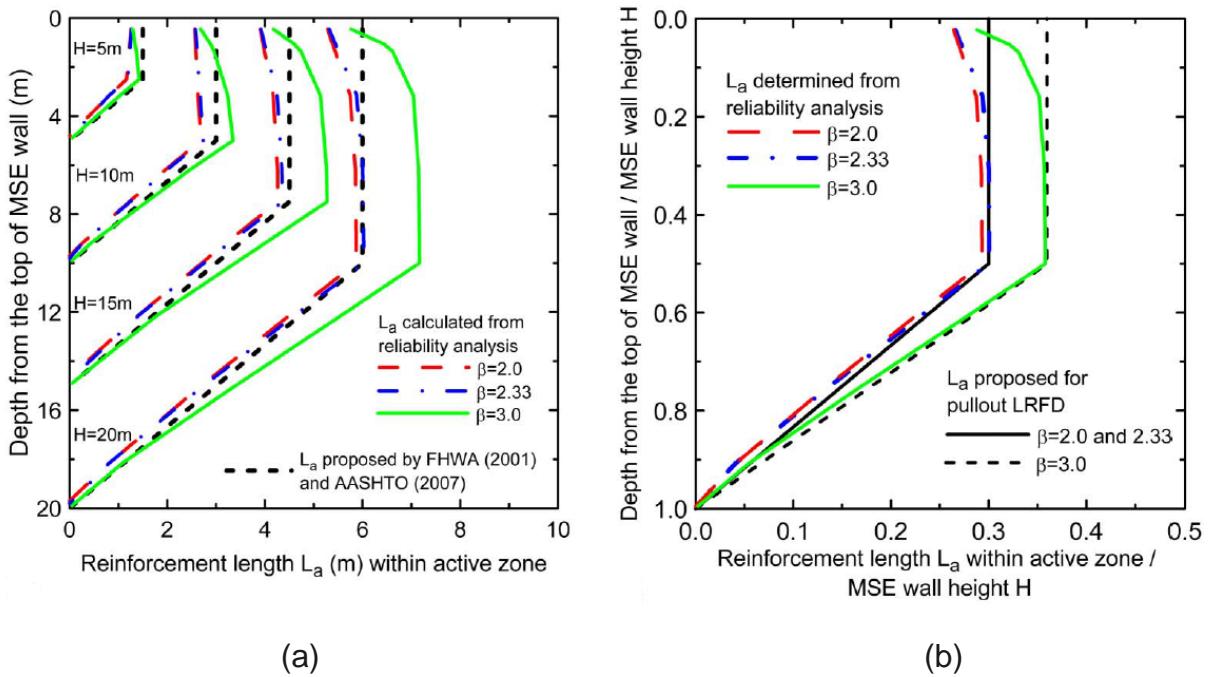 0
2
4
6
8
10
0
4
8
12
16
20
Depth from the top of MSE wall (m)
H=5m
H=10m
H=15m
H=20m
La calculated from
reliability analysis
β=2.0
β=2.33
β=3.0
La proposed by FHWA (2001)
and AASHTO (2007)
Reinforcement length La (m) within active zone
(a)
0.0
0.2
0.4
0.6
0.8
1.0
Depth from the top of MSE wall / MSE wall height H
La determined from
reliability analysis
β=2.0
β=2.33
β=3.0
La proposed for
pullout LRFD
β=2.0 and 2.33
β=3.0
0.0
0.1
0.2
0.3
0.4
0.5
Reinforcement length La within active zone /
MSE wall height H
(b)